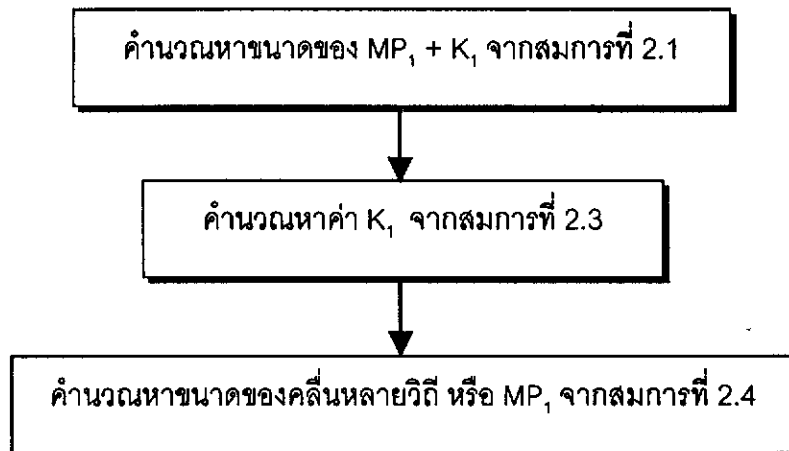 คำนวณหาขนาดของ MP₁ + K₁ จากสมการที่ 2.1
คำนวณหาค่า K₁ จากสมการที่ 2.3
คำนวณหาขนาดของคลื่นหลายวิถี หรือ MP₁ จากสมการที่ 2.4